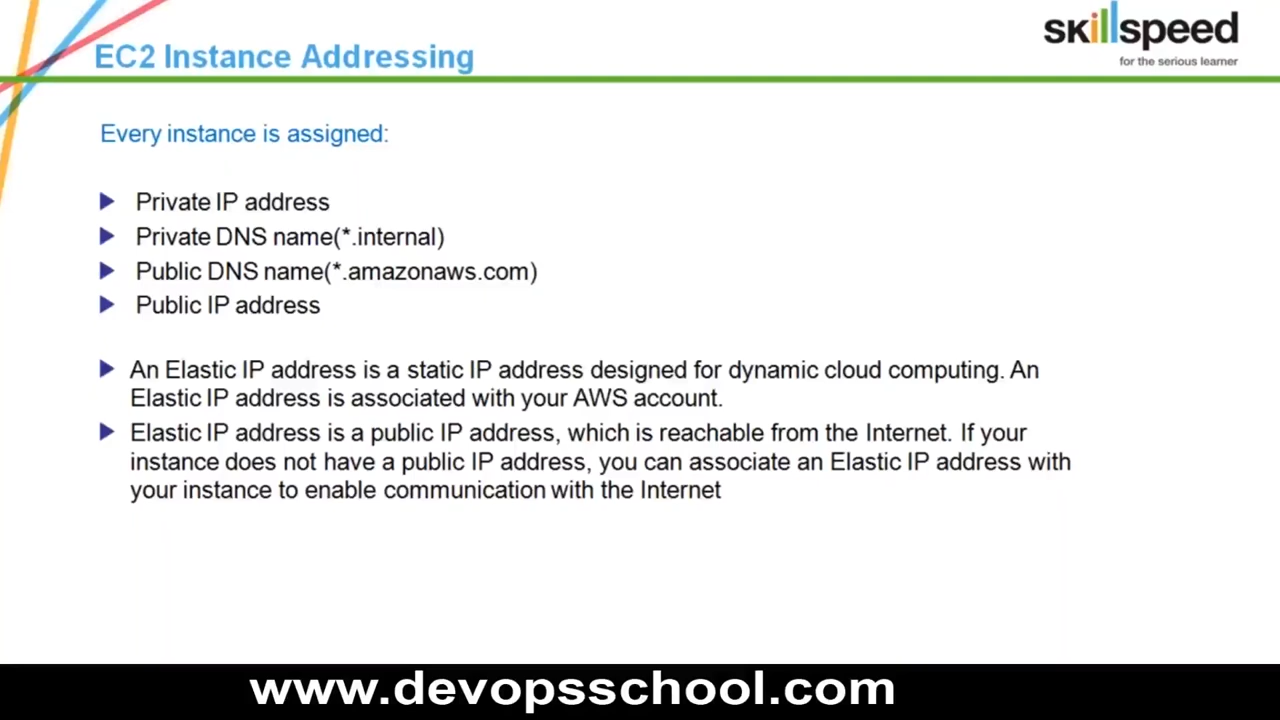 skillspeed
for the serious learner
EC2 Instance Addressing
Every instance is assigned:
Private IP address
Private DNS name(*.internal)
Public DNS name(*.amazonaws.com)
Public IP address
An Elastic IP address is a static IP address designed for dynamic cloud computing. An
Elastic IP address is associated with your AWS account.
Elastic IP address is a public IP address, which is reachable from the Internet. If your
instance does not have a public IP address, you can associate an Elastic IP address with
your instance to enable communication with the Internet
www.devopsschool.com